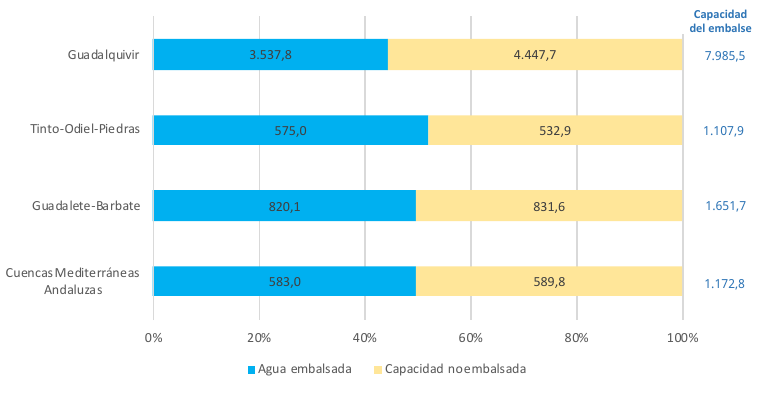 Capacidad
del embalse
Guadalquivir
3.537,8
4.447,7
7.985,5
Tinto-Odiel-Piedras
575,0
532,9
1.107,9
Guadalete-Barbate
820,1
831,6
1.651,7
Cuencas Mediterráneas
Andaluzas
583,0
589,8
1.172,8
0%
20%
40%
60%
80%
100%
Agua embalsada
Capacidad no embalsada